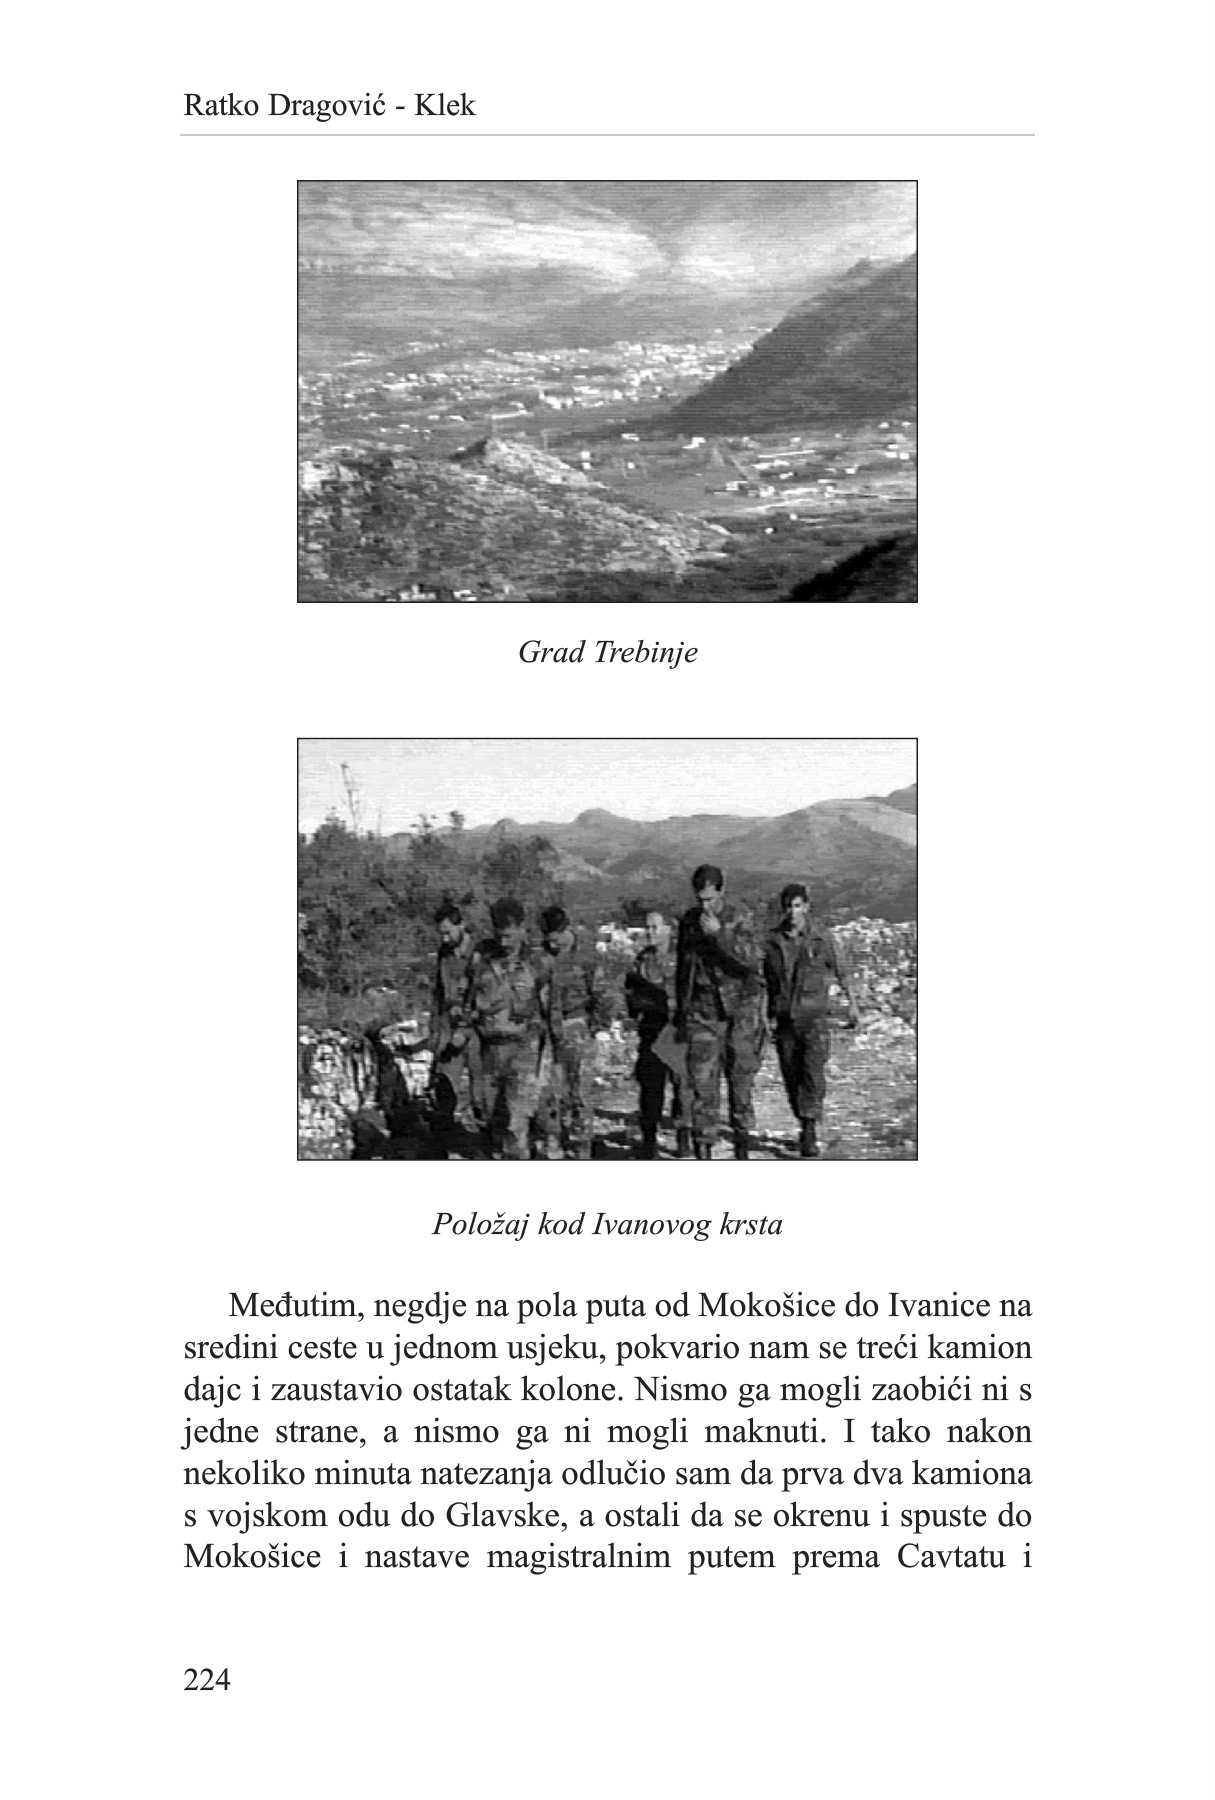 Ratko Dragović - Klek
Grad Trebinje
Položaj kod Ivanovog krsta
Međutim, negdje na pola puta od Mokošice do Ivanice na
sredini ceste u jednom usjeku, pokvario nam se treći kamion
dajc i zaustavio ostatak kolone. Nismo ga mogli zaobići ni s
jedne strane, a nismo ga ni mogli maknuti. I tako nakon
nekoliko minuta natezanja odlučio sam da prva dva kamiona
s vojskom odu do Glavske, a ostali da se okrenu i spuste do
Mokošice i nastave magistralnim putem prema Cavtatu i
224